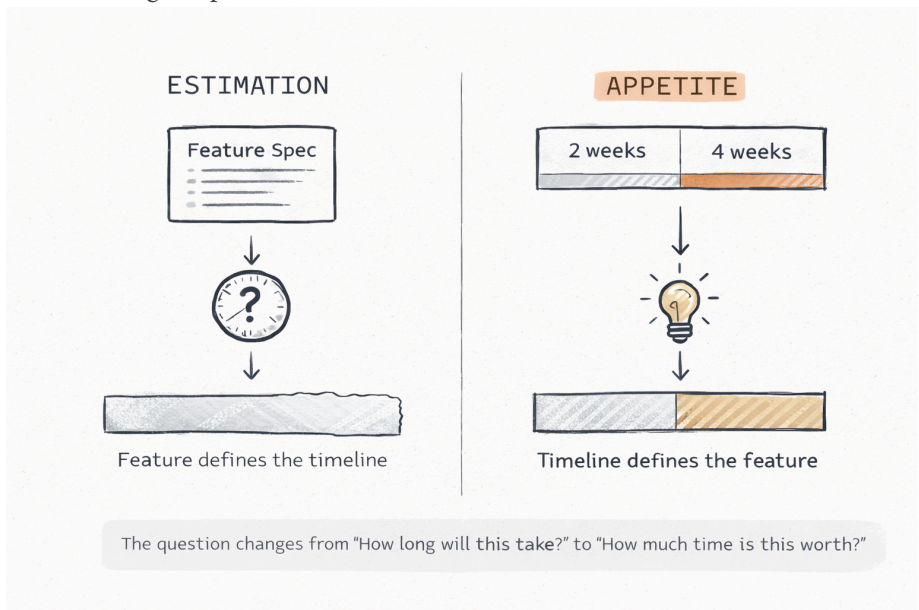 ESTIMATION
Feature Spec
?
Feature defines the timeline
APPETITE
2 weeks
4 weeks
Timeline defines the feature
The question changes from “How long will this take?” to “How much time is this worth?”